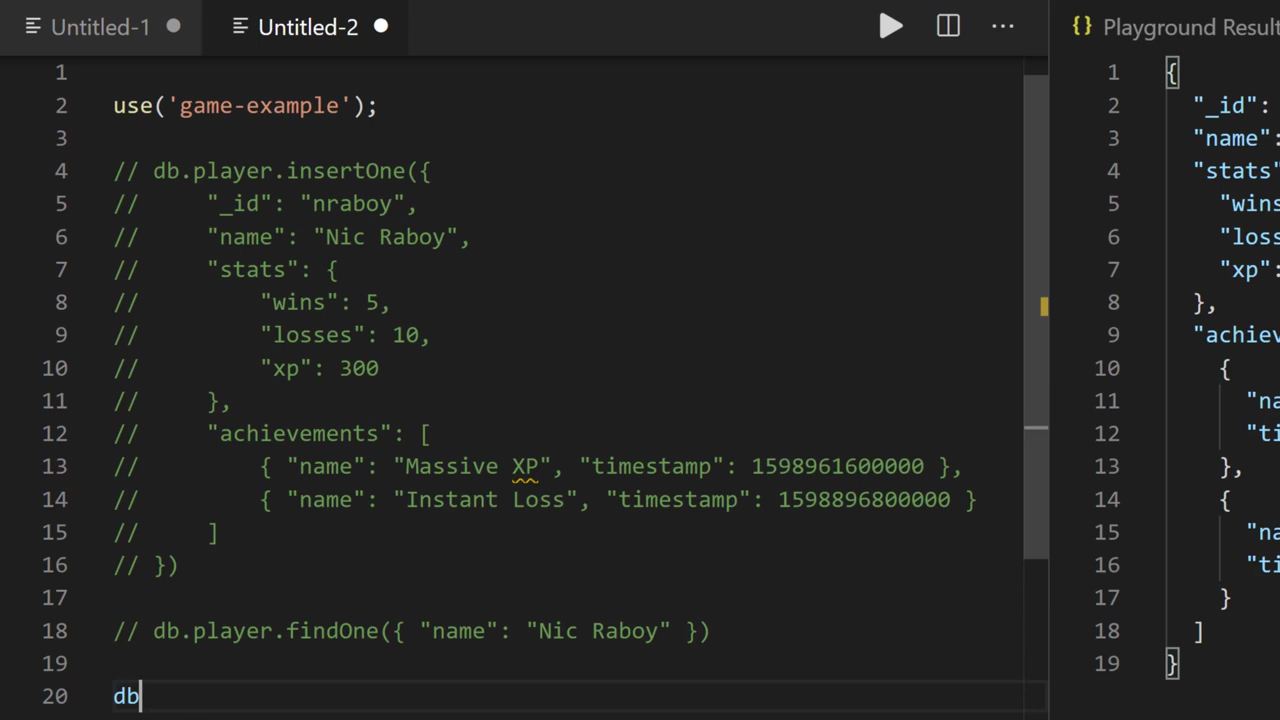 Untitled-1
Untitled-2
1
2 use('game-example');
3
4 // db.player.insertOne({
5 //     "_id": "nraboy",
6 //     "name": "Nic Raboy",
7 //     "stats": {
8 //         "wins": 5,
9 //         "losses": 10,
10 //         "xp": 300
11 //     },
12 //     "achievements": [
13 //         { "name": "Massive XP", "timestamp": 1598961600000 },
14 //         { "name": "Instant Loss", "timestamp": 1598896800000 }
15 //     ]
16 // })
17
18 // db.player.findOne({ "name": "Nic Raboy" })
19
20 db
{} Playground Result
1 {
2 "_id":
3 "name":
4 "stats"
5 "wins
6 "loss
7 "xp":
8 },
9 "achiev
10 {
11 "na
12 "ti
13 },
14 {
15 "na
16 "ti
17 }
18 ]
19 }